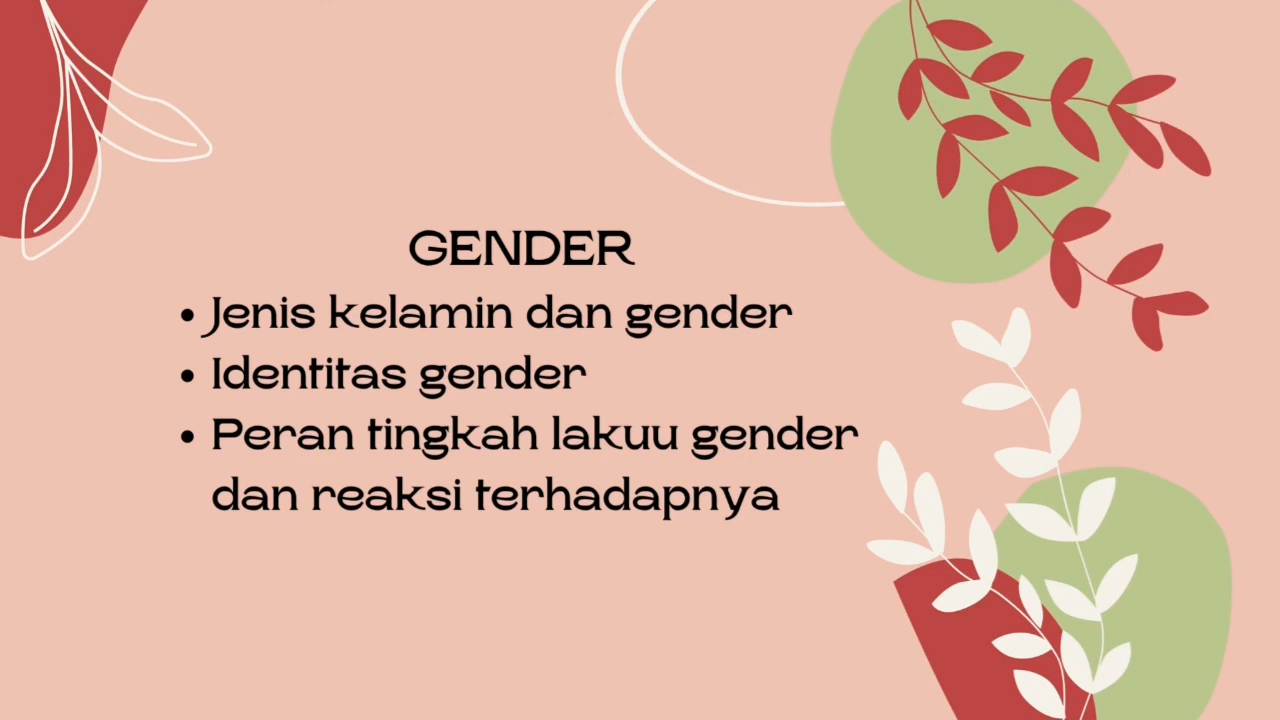 GENDER
• Jenis kelamin dan gender
• Identitas gender
• Peran tingkah lakuu gender
dan reaksi terhadapnya